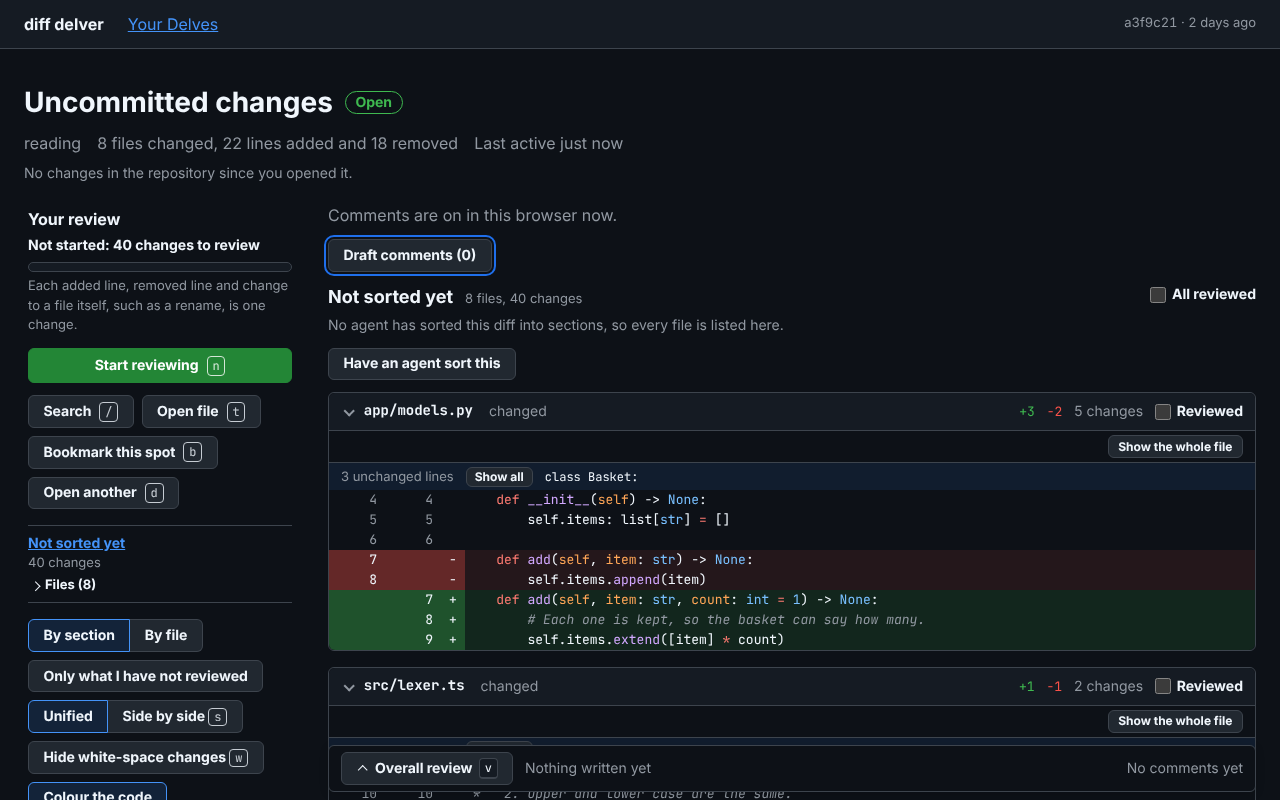 diff delver Your Delves a3f9c21 · 2 days ago
Uncommitted changes Open
reading 8 files changed, 22 lines added and 18 removed Last active just now
No changes in the repository since you opened it.
Your review
Not started: 40 changes to review
Each added line, removed line and change
to a file itself, such as a rename, is one
change.
Start reviewing n
Search / Open file t
Bookmark this spot b
Open another d
Not sorted yet
40 changes
Files (8)
By section By file
Only what I have not reviewed
Unified Side by side s
Hide white-space changes w
Colour the code
Comments are on in this browser now.
Draft comments (0)
Not sorted yet 8 files, 40 changes All reviewed
No agent has sorted this diff into sections, so every file is listed here.
Have an agent sort this
app/models.py changed +3 -2 5 changes Reviewed
Show the whole file
3 unchanged lines Show all class Basket:
4 4 def __init__(self) -> None:
5 5 self.items: list[str] = []
6 6
7 - def add(self, item: str) -> None:
8 - self.items.append(item)
7 + def add(self, item: str, count: int = 1) -> None:
8 + # Each one is kept, so the basket can say how many.
9 + self.items.extend([item] * count)
src/lexer.ts changed +1 -1 2 changes Reviewed
Show the whole file
Overall review v Nothing written yet No comments yet
10 10 * 2. Upper and lower case are the same.